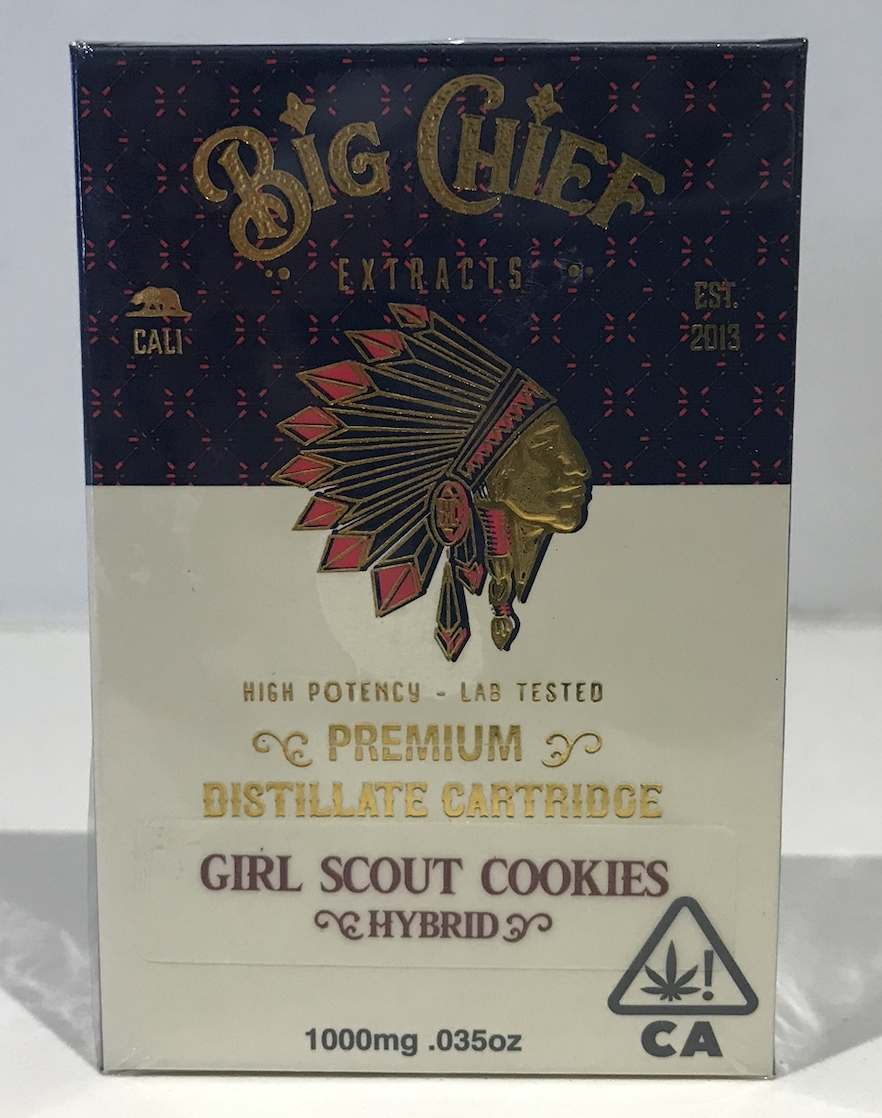 BIG CHIEF
EXTRACTS
CALI
EST.
2013
HIGH POTENCY - LAB TESTED
PREMIUM
DISTILLATE CARTRIDGE
GIRL SCOUT COOKIES
HYBRID
!
CA
1000mg .035oz